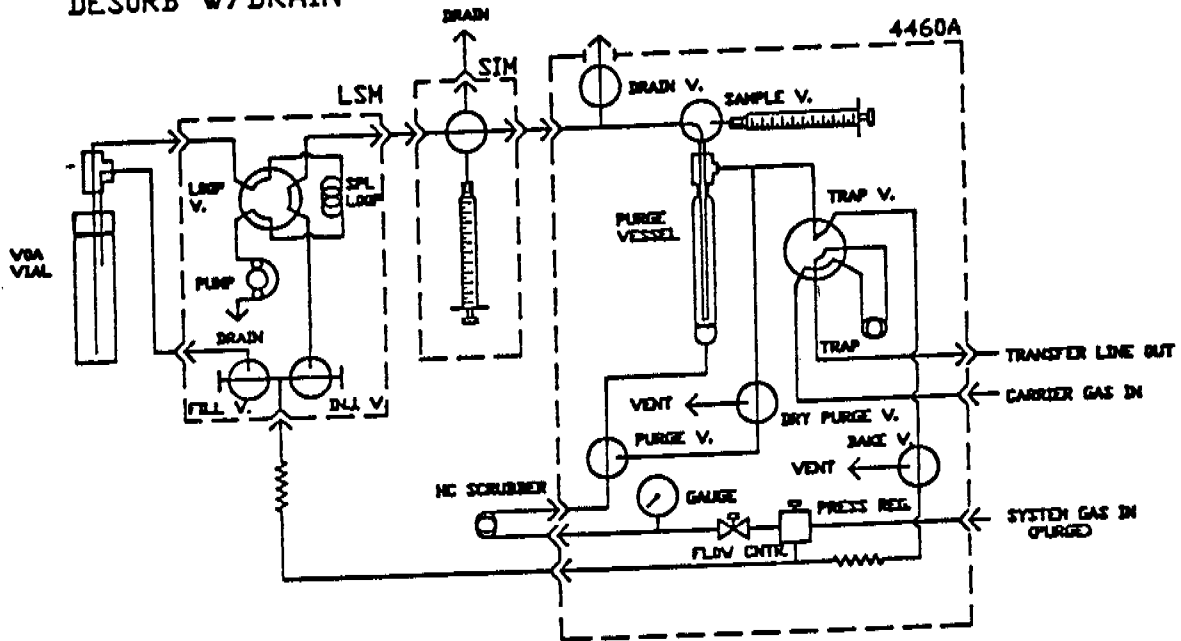 DESORB W/DRAIN
DRAIN
4460A
SIM
LSM
DRAIN V.
SAMPLE V.
LOOP
V.
SPL
LOOP
PURGE
VESSEL
TRAP V.
VOA
VIAL
PUMP
DRAIN
TRAP
TRANSFER LINE OUT
CARRIER GAS IN
FILL V.
INJ. V.
VENT
DRY PURGE V.
PURGE V.
BAKE V.
VENT
HC SCRUBBER
GAUGE
PRESS REG.
SYSTEM GAS IN
(PURGE)
FLOW CNTR.